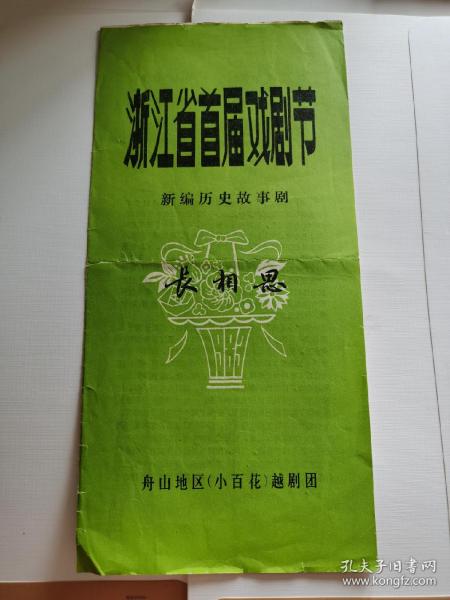 浙江省首届戏剧节
新编历史故事剧
长相思
1983
舟山地区(小百花)越剧团
孔夫子旧书网
www.kongfz.com